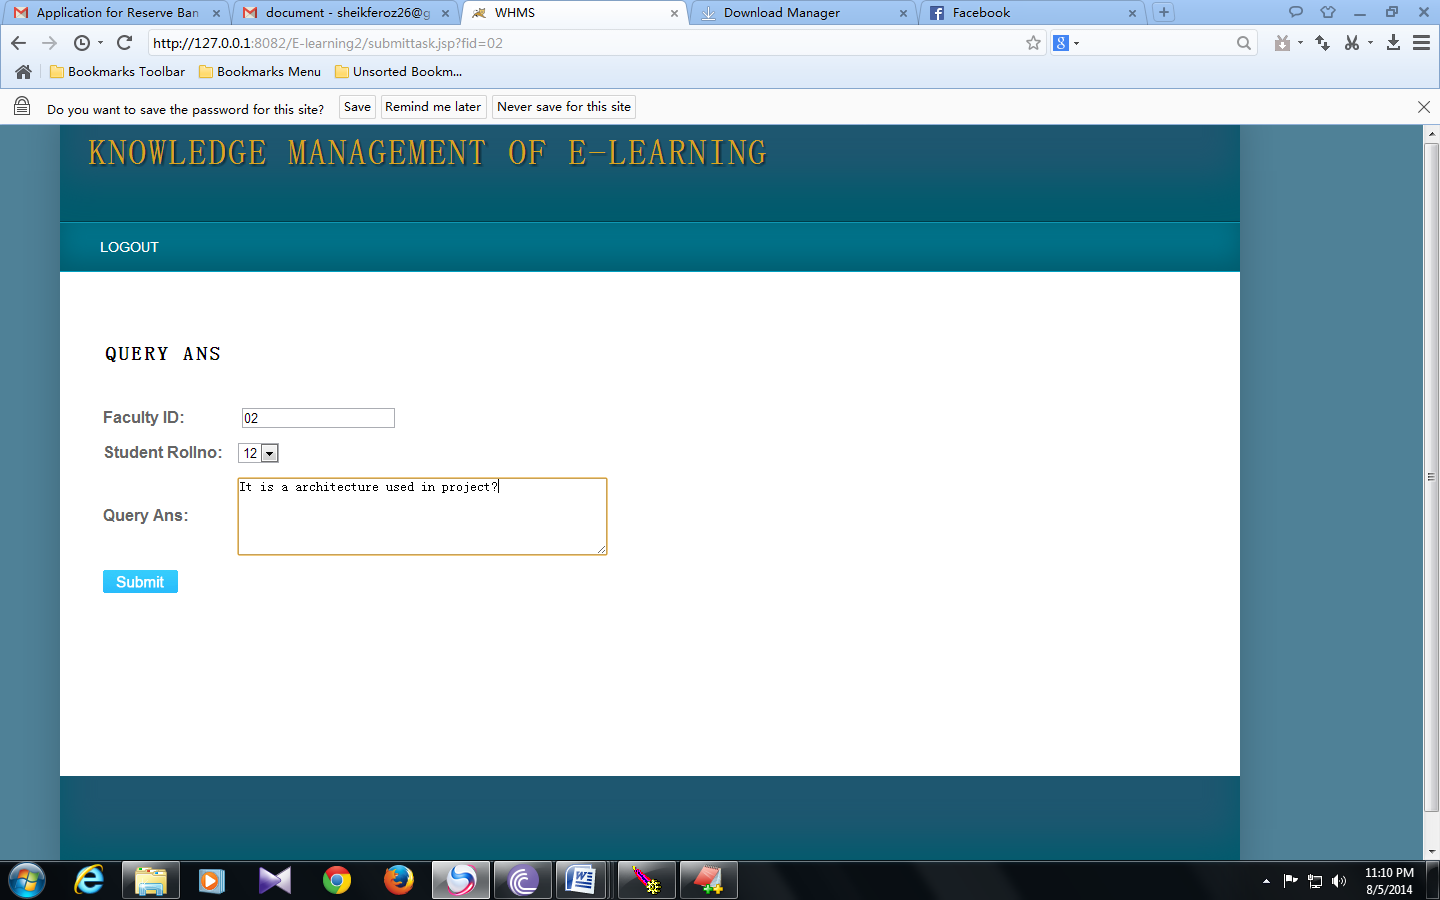 Application for Reserve Ban
document - sheikferoz26@g
WHMS
Download Manager
Facebook
http://127.0.0.1:8082/E-learning2/submittask.jsp?fid=02
Bookmarks Toolbar
Bookmarks Menu
Unsorted Bookm...
Do you want to save the password for this site?
Save
Remind me later
Never save for this site
KNOWLEDGE MANAGEMENT OF E-LEARNING
LOGOUT
QUERY ANS
Faculty ID:
02
Student Rollno:
12
Query Ans:
It is a architecture used in project?
Submit
11:10 PM
8/5/2014